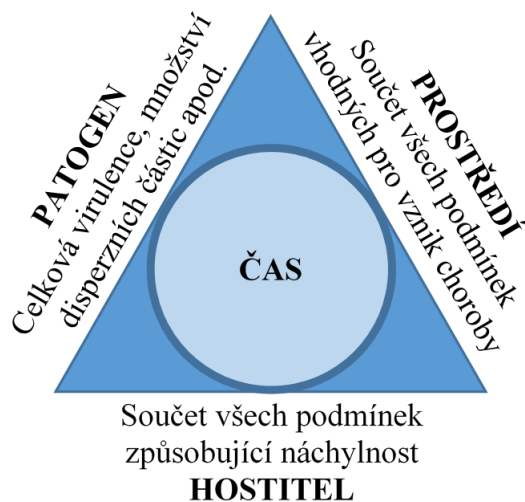 PATOGEN
Celková virulence, množství
disperzních částic apod.
PROSTŘEDÍ
Součet všech podmínek
vhodných pro vznik choroby
ČAS
Součet všech podmínek
způsobující náchylnost
HOSTITEL